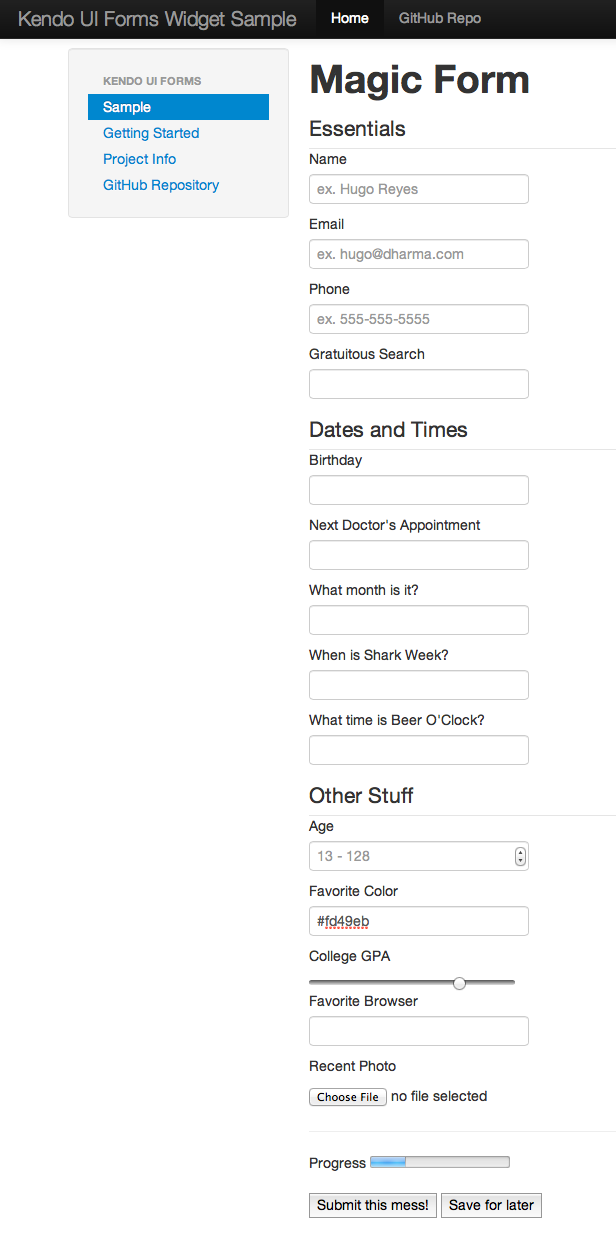 Kendo UI Forms Widget Sample Home GitHub Repo
KENDO UI FORMS
Sample
Getting Started
Project Info
GitHub Repository
Magic Form
Essentials
Name
ex. Hugo Reyes
Email
ex. hugo@dharma.com
Phone
ex. 555-555-5555
Gratuitous Search
Dates and Times
Birthday
Next Doctor's Appointment
What month is it?
When is Shark Week?
What time is Beer O'Clock?
Other Stuff
Age
13 - 128
Favorite Color
#fd49eb
College GPA
Favorite Browser
Recent Photo
Choose File no file selected
Progress
Submit this mess! Save for later